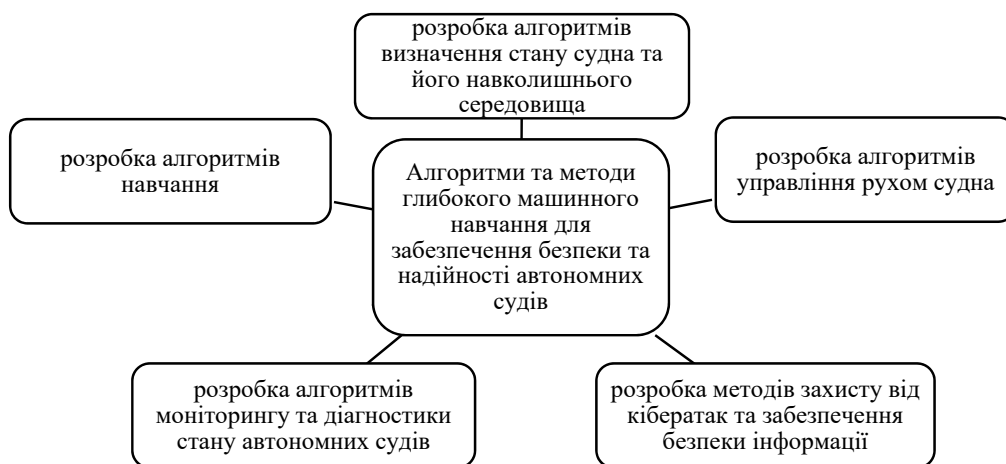 розробка алгоритмів
визначення стану судна та
його навколишнього
середовища
розробка алгоритмів
навчання
Алгоритми та методи
глибокого машинного
навчання для
забезпечення безпеки та
надійності автономних
судів
розробка алгоритмів
управління рухом судна
розробка алгоритмів
моніторингу та діагностики
стану автономних судів
розробка методів захисту від
кібератак та забезпечення
безпеки інформації